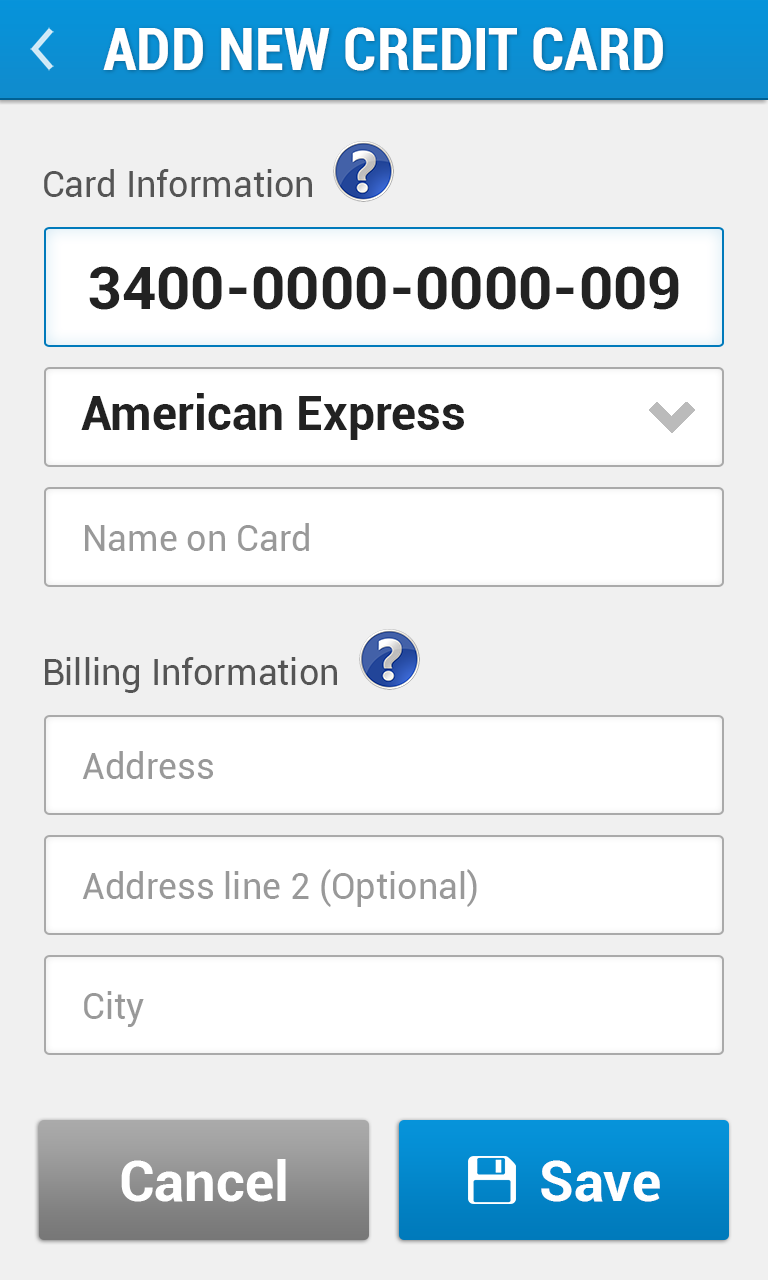 ADD NEW CREDIT CARD
Card Information ?
3400-0000-0000-009
American Express
Name on Card
Billing Information ?
Address
Address line 2 (Optional)
City
Cancel Save